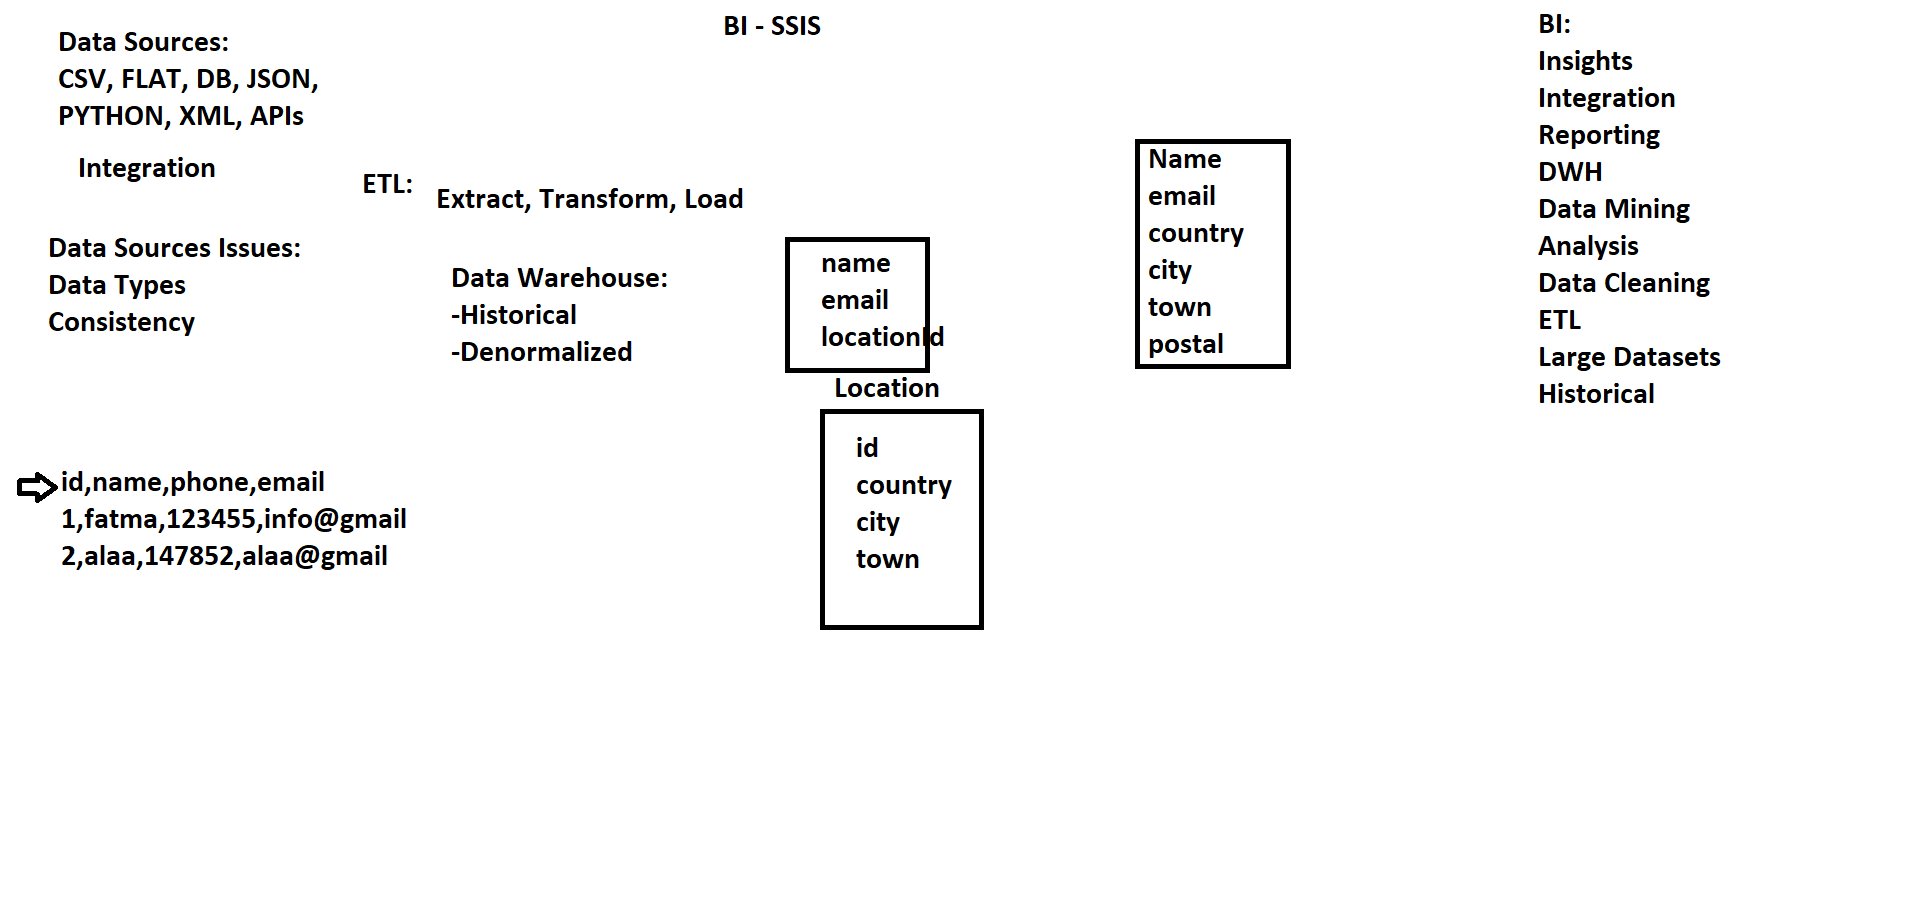 BI - SSIS
Data Sources:
CSV, FLAT, DB, JSON,
PYTHON, XML, APIs
Integration
ETL:
Extract, Transform, Load
Data Sources Issues:
Data Types
Consistency
Data Warehouse:
-Historical
-Denormalized
name
email
locationId
Location
id
country
city
town
Name
email
country
city
town
postal
BI:
Insights
Integration
Reporting
DWH
Data Mining
Analysis
Data Cleaning
ETL
Large Datasets
Historical
id,name,phone,email
1,fatma,123455,info@gmail
2,alaa,147852,alaa@gmail